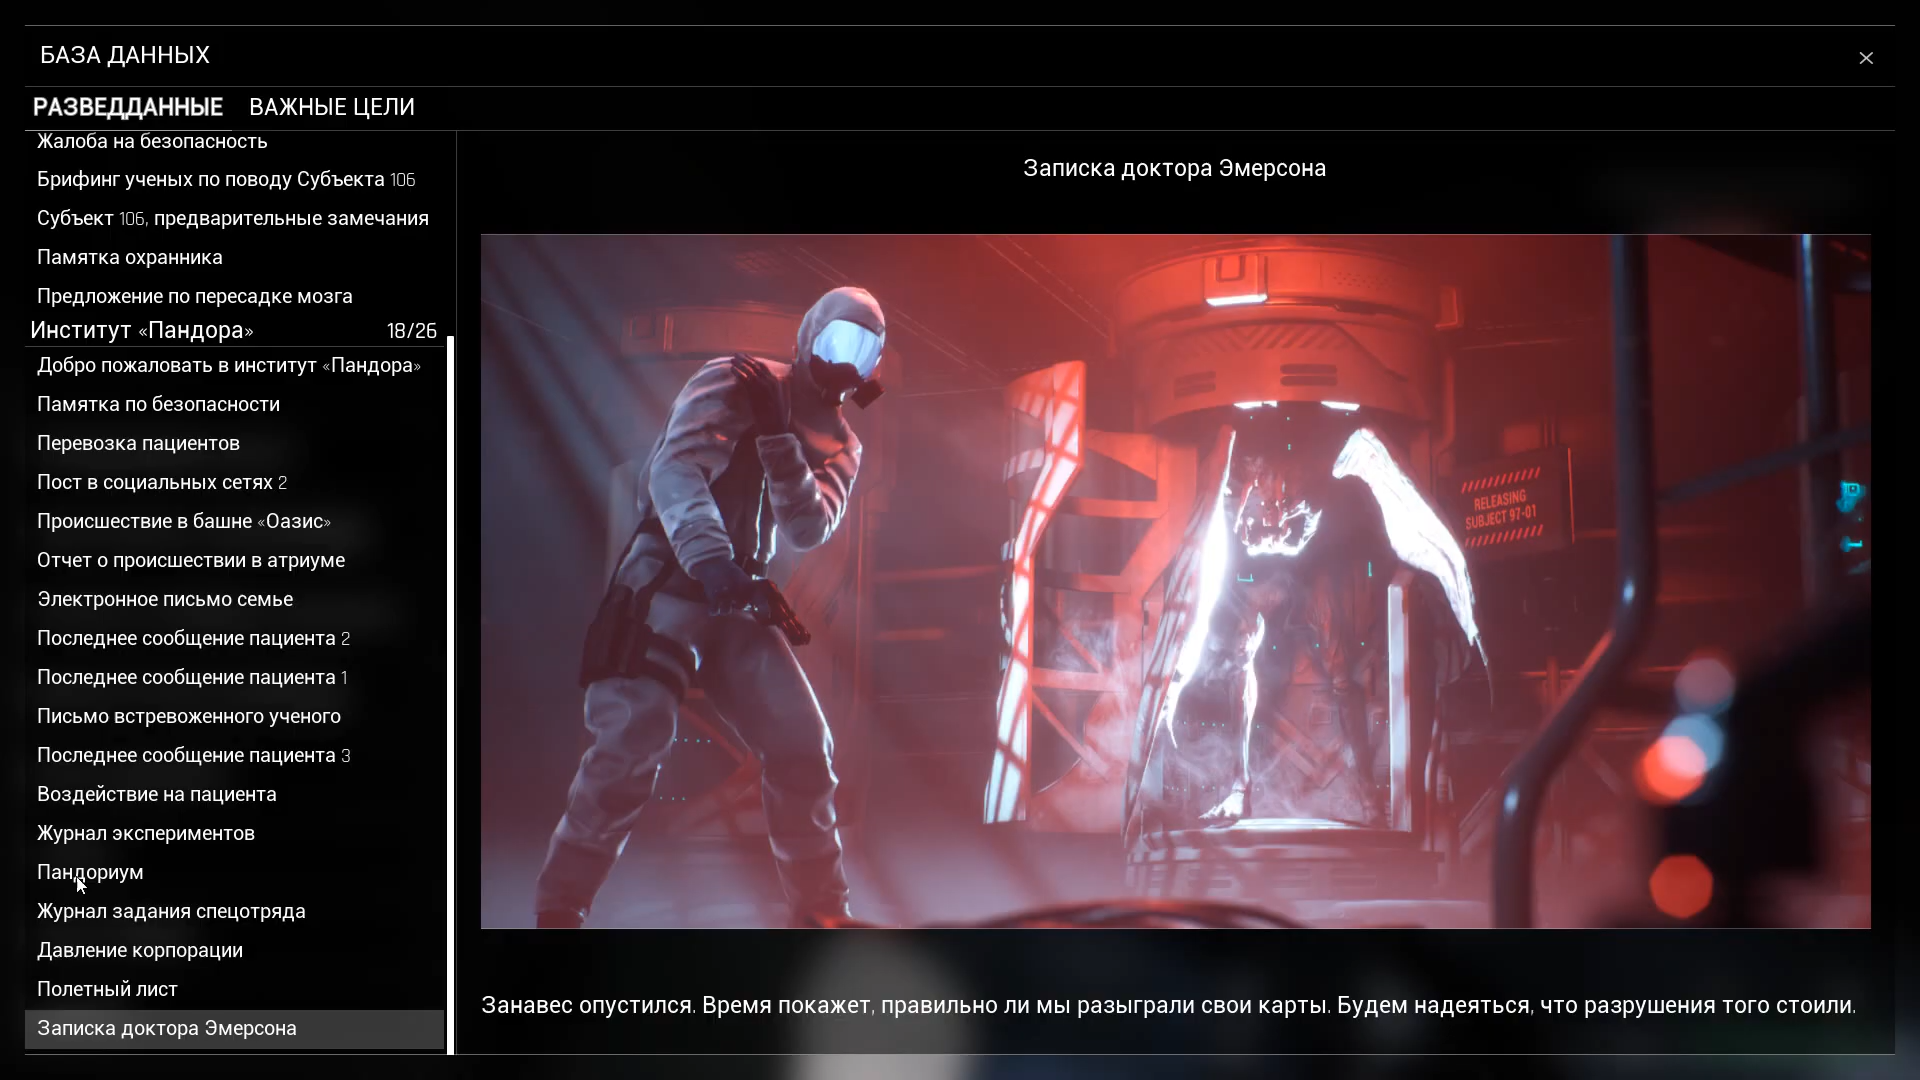 БАЗА ДАННЫХ
РАЗВЕДДАННЫЕ ВАЖНЫЕ ЦЕЛИ
Жалоба на безопасность
Брифинг ученых по поводу Субъекта 106
Субъект 106, предварительные замечания
Памятка охранника
Предложение по пересадке мозга
Институт «Пандора» 18/26
Добро пожаловать в институт «Пандора»
Памятка по безопасности
Перевозка пациентов
Пост в социальных сетях 2
Происшествие в башне «Оазис»
Отчет о происшествии в атриуме
Электронное письмо семье
Последнее сообщение пациента 2
Последнее сообщение пациента 1
Письмо встревоженного ученого
Последнее сообщение пациента 3
Воздействие на пациента
Журнал экспериментов
Пандориум
Журнал задания спецотряда
Давление корпорации
Полетный лист
Записка доктора Эмерсона
Записка доктора Эмерсона
RELEASING
SUBJECT 97-01
Занавес опустился. Время покажет, правильно ли мы разыграли свои карты. Будем надеяться, что разрушения того стоили.